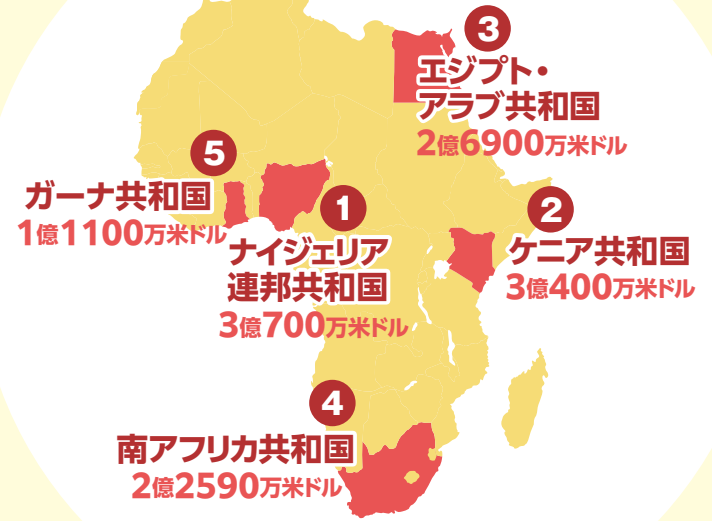 3
エジプト・
アラブ共和国
2億6900万米ドル
5
ガーナ共和国
1億1100万米ドル
1
ナイジェリア
連邦共和国
3億700万米ドル
2
ケニア共和国
3億400万米ドル
4
南アフリカ共和国
2億2590万米ドル